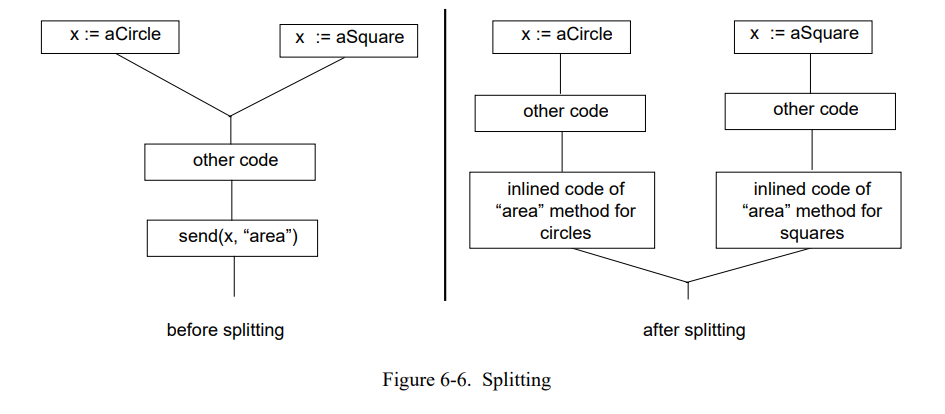 x := aCircle
x := aSquare
other code
send(x, “area”)
before splitting
x := aCircle
x := aSquare
other code
other code
inlined code of
“area” method for
circles
inlined code of
“area” method for
squares
after splitting
Figure 6-6. Splitting